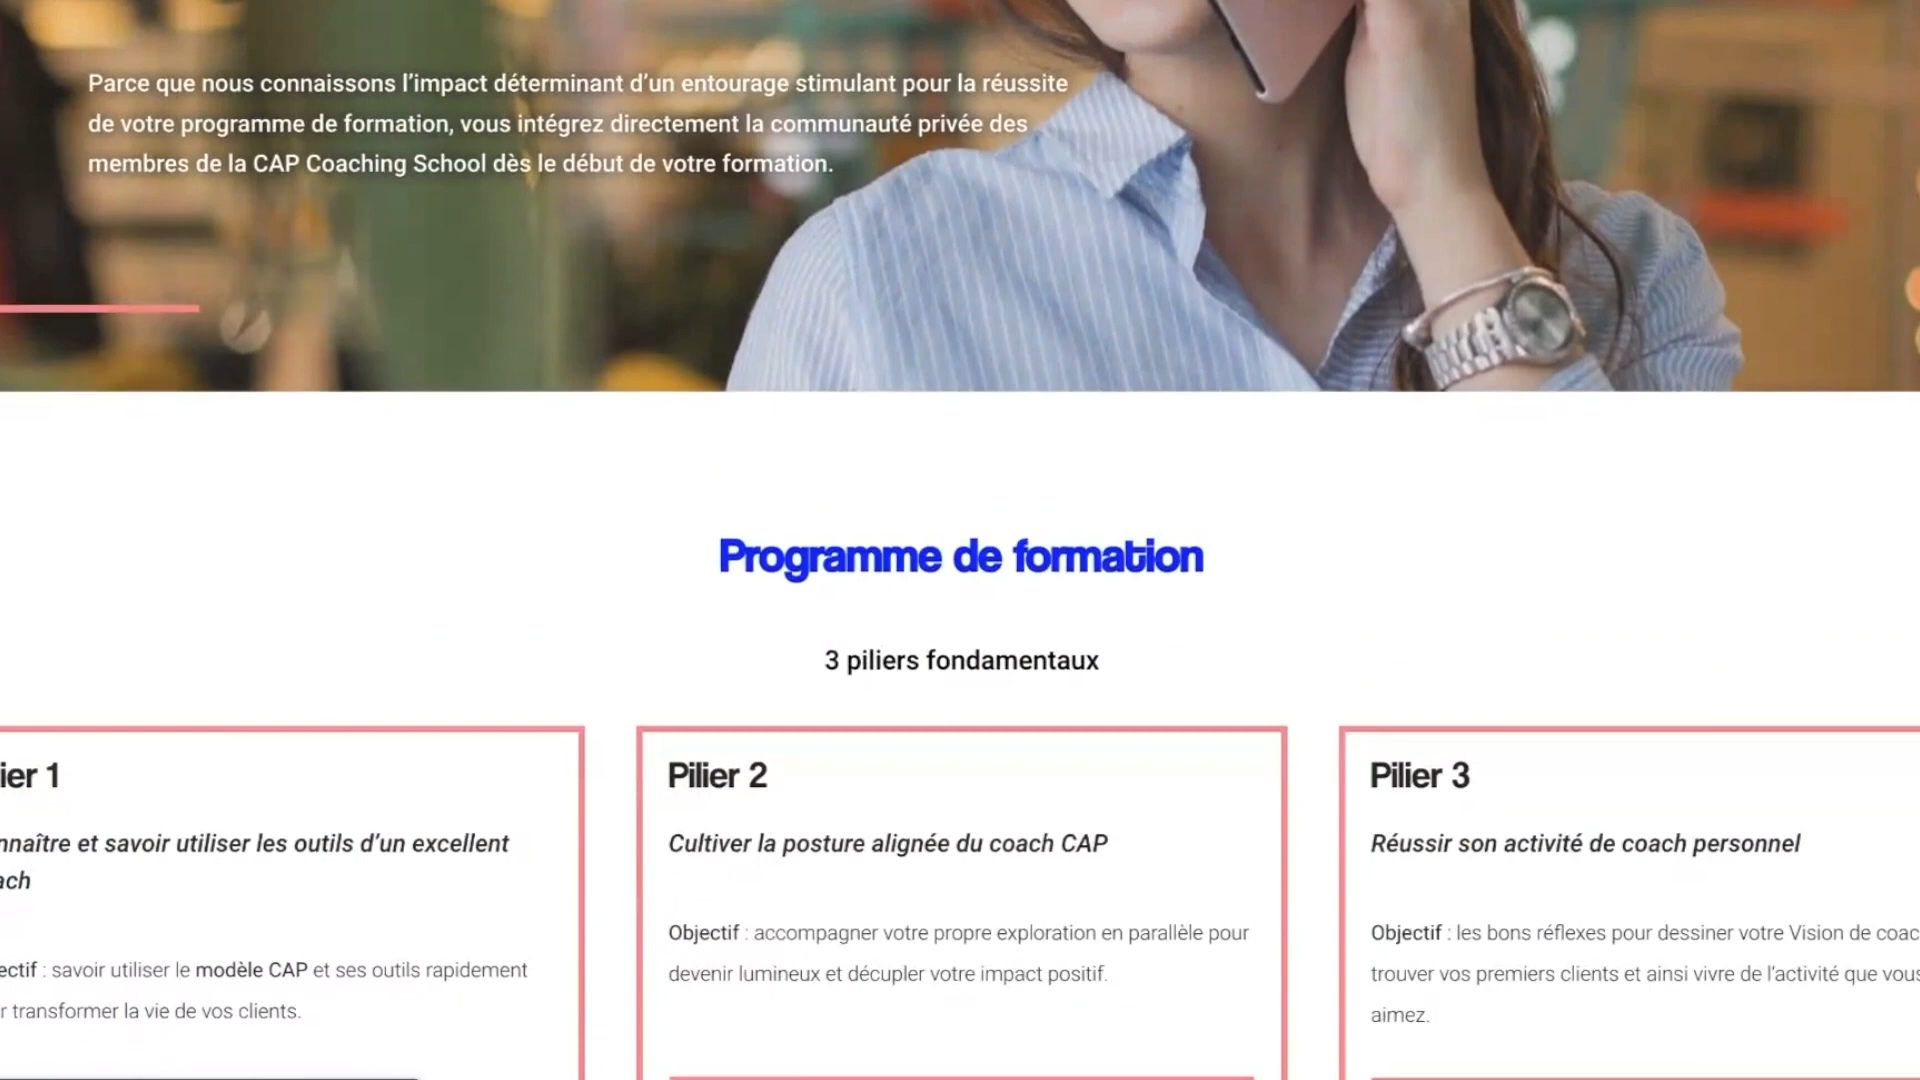 Parce que nous connaissons l’impact déterminant d’un entourage stimulant pour la réussite
de votre programme de formation, vous intégrez directement la communauté privée des
membres de la CAP Coaching School dès le début de votre formation.
Programme de formation
3 piliers fondamentaux
ier 1
nnaître et savoir utiliser les outils d’un excellent
ach
ectif : savoir utiliser le modèle CAP et ses outils rapidement
r transformer la vie de vos clients.
Pilier 2
Cultiver la posture alignée du coach CAP
Objectif : accompagner votre propre exploration en parallèle pour
devenir lumineux et décupler votre impact positif.
Pilier 3
Réussir son activité de coach personnel
Objectif : les bons réflexes pour dessiner votre Vision de coac
trouver vos premiers clients et ainsi vivre de l’activité que vous
aimez.